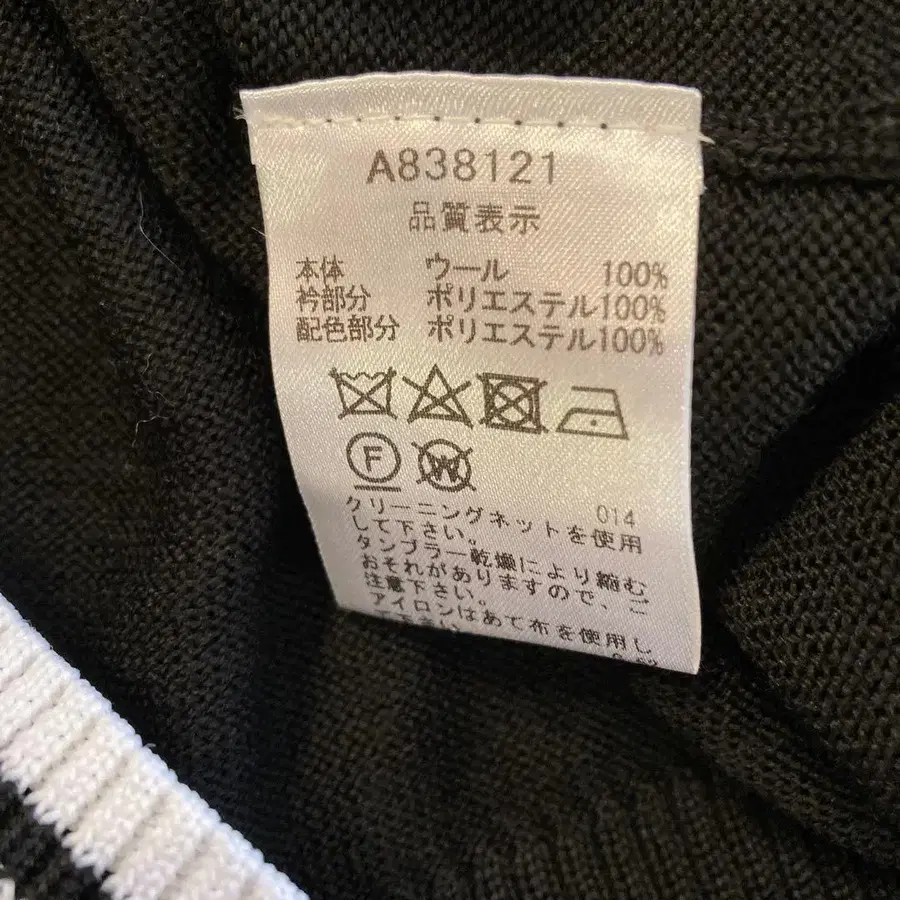 A838121
品質表示
本体 ウール 100%
衿部分 ポリエステル100%
配色部分 ポリエステル100%
F W
014
クリーニングネットを使用
して下さい。
タンブラー乾燥により縮む
おそれがありますので、ご
注意下さい。
アイロンはあて布を使用し
て下さい